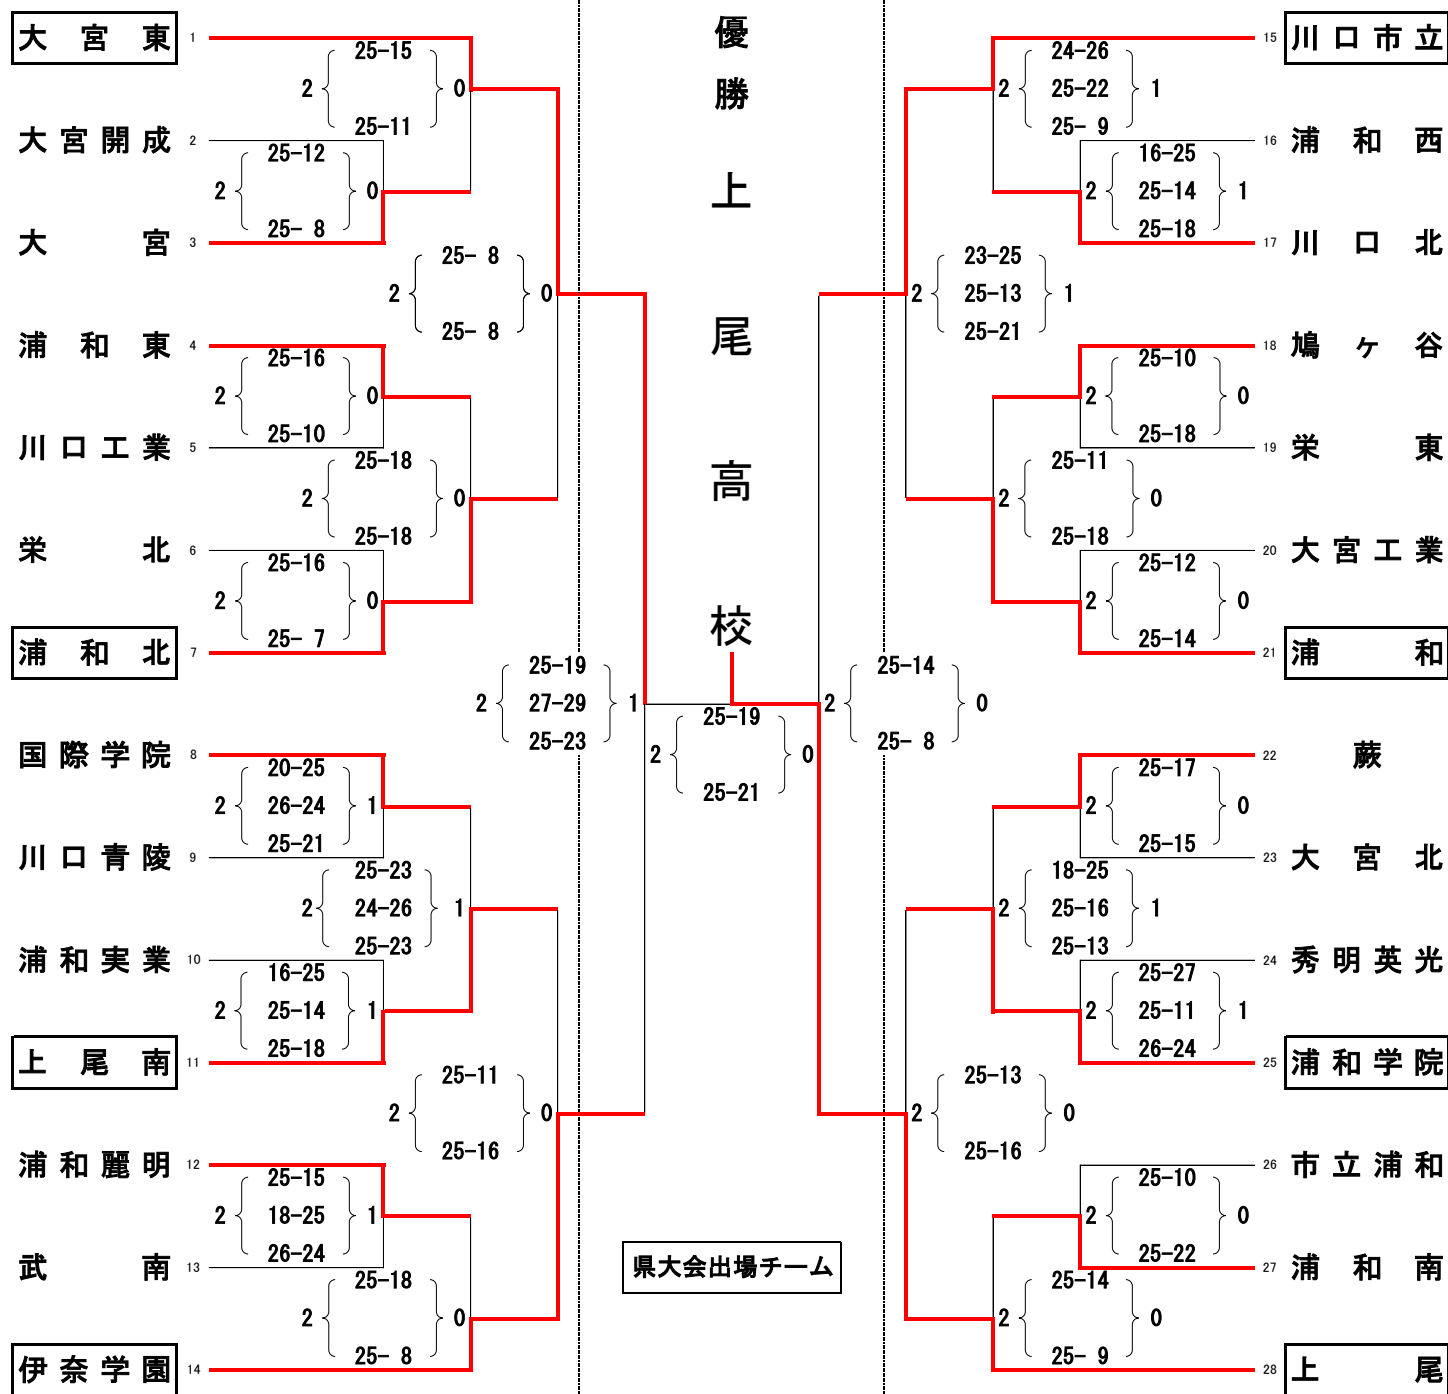 優勝 上尾高校
大宮東 1
25-15
2 0
25-11
大宮開成 2
25-12
2 0
25- 8
大宮 3
25- 8
2 0
25- 8
浦和東 4
25-16
2 0
25-10
川口工業 5
25-18
2 0
25-18
栄北 6
25-16
2 0
25- 7
浦和北 7
25-19
2 27-29 1
25-23
国際学院 8
20-25
2 26-24 1
25-21
川口青陵 9
25-23
2 24-26 1
25-23
浦和実業 10
16-25
2 25-14 1
25-18
上尾南 11
25-11
2 0
25-16
浦和麗明 12
25-15
2 18-25 1
26-24
武南 13
25-18
2 0
25- 8
伊奈学園 14
25-19
2 0
25-21
県大会出場チーム
15 川口市立
24-26
2 25-22 1
25- 9
16 浦和西
16-25
2 25-14 1
25-18
17 川口北
23-25
2 25-13 1
25-21
18 鳩ヶ谷
25-10
2 0
25-18
19 栄東
25-11
2 0
25-18
20 大宮工業
25-12
2 0
25-14
21 浦和
25-14
2 0
25- 8
22 蕨
25-17
2 0
25-15
23 大宮北
18-25
2 25-16 1
25-13
24 秀明英光
25-27
2 25-11 1
26-24
25 浦和学院
25-13
2 0
25-16
26 市立浦和
25-10
2 0
25-22
27 浦和南
25-14
2 0
25- 9
28 上尾